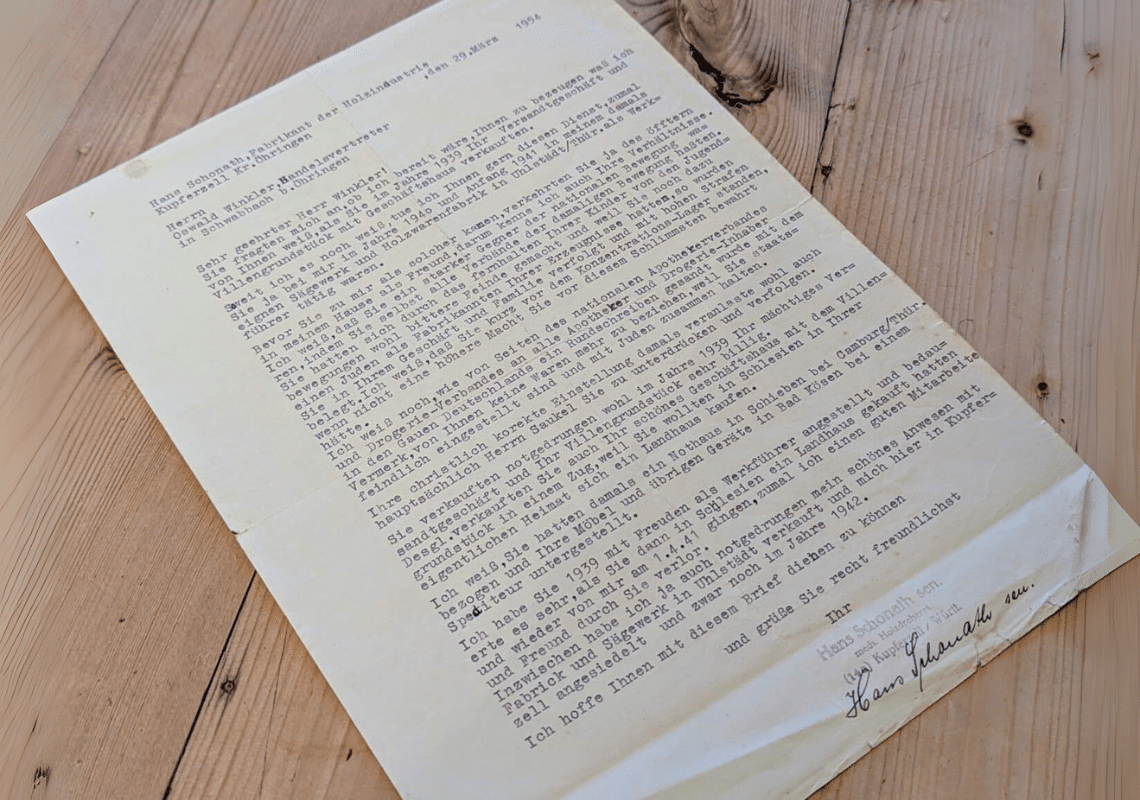 Hans Schonath,Fabrikant der Holzindustrie
Kupferzell Kr.Öhringen ,den 29.März 1954
Herrn
Oswald Winkler,Handelsvertreter
in Schwabbach b.Öhringen
Sehr geehrter Herr Winkler!
Sie fragten mich an,ob ich bereit wäre,Ihnen zu bezeugen waß ich
von Ihnen weiß,als Sie im Jahre 1939 Ihr Versandtgeschäft und
Villengrundstück mit Geschäftshaus verkauften.
Soweit ich es noch weiß, tue ich Ihnen gern diesen Dienst,zumal
Sie ja bei mir im Jahre 1940 und Anfang 1941 in meinem damals
eignen Sägewerk und Holzwarenfabrik in Uhlstädt/Thür.als Werk=
führer tätig waren.
Bevor Sie zu mir als solcher kamen,verkehrten Sie ja des öftern
in meinem Hause als Freund,darum kenne ich auch Ihre Verhältnisse.
Ich weiß,daß Sie ein starker Gegner der nationalen Bewegung wa=
ren,indem Sie selbst aller Verbände der damaligen Bewegung haßten.
Sie hatten sich durch das fernhalten Ihrer Kinder von den Jugend=
bewegungen wohl bittere Feinde gemacht und weil Sie noch dazu
einen Juden als Fabrikannten Ihrer Erzeugnisse hatten,so wurden
Sie in Ihrem Geschäft und Familie verfolgt und mit hohen Strafen
belegt.Ich weiß,daß Sie kurz vor dem Konzentrations-Lager standen,
wenn nicht eine höhere Macht Sie vor diesem Schlimmsten bewahrt
hätte.
Ich weiß noch,wie von Seiten des nationalen Apothekerverbandes
und Drogerie-Verbandes an alle Apotheker und Drogerie-Inhaber
in den Gauen Deutschlands ein Rundschreiben gesandt wurde mit dem
Vermerk,von Ihnen keine Waren mehr zu beziehen,weil Sie staats=
feindlich eingestellt sind und mit Juden zusammen halten.
Ihre christlich korekte Einstellung damals veranlaste wohl auch
hauptsächlich Herrn Saukel Sie zu unterdrücken und verfolgen.
Sie verkauften notgedrungen wohl im Jahre 1939 Ihr mächtiges Ver=
sandtgeschäft und Ihr Villengrundstück sehr billig, mit dem Villen=
grundstück in einem Zug,weil Sie sich in Schlesien in Ihrer
Desgl.verkauften Sie auch Ihr schönes Geschäftshaus
eigentlichen Heimat sich ein Landhaus kaufen.
Ich weiß,Sie hatten damals ein Nothaus in Schieben bei Camburg/Thür
bezogen und Ihre Möbel und übrigen Geräte in Bad Kösen bei einem
Spediteur untergestellt.
Ich habe Sie 1939 mit Freuden als Werkführer angestellt und bedau=
erte es sehr,als Sie dann in Schlesien ein Landhaus gekauft hatten
und wieder von mir am 1.4.41 gingen,zumal ich einen guten Mitarbeite
und Freund durch Sie verlor.
Inzwischen habe ich ja auch notgedrungen mein schönes Anwesen mit
Fabrick und Sägewerk in Uhlstädt verkauft und mich hier in Kupfer=
zell angesiedelt und zwar noch im Jahre 1942.
Ich hoffe Ihnen mit diesem Brief diehen zu können
und grüße Sie recht freundlichst
Ihr
Hans Schonath sen.
mech. Holzdreherei
(14a) Kupferzell / Württ.
Hans Schonath sen.